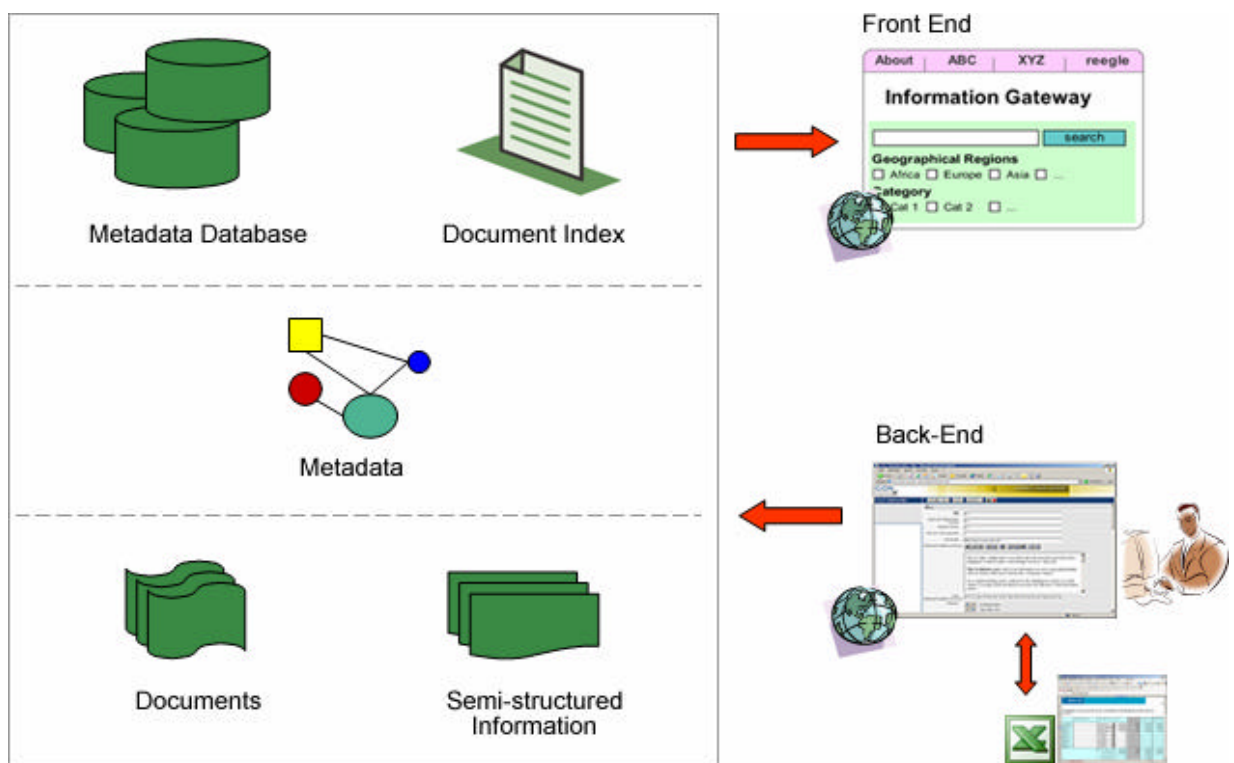 Front End
About ABC XYZ reegle
Information Gateway
search
Geographical Regions
Africa Europe Asia ...
Category
Cat 1 Cat 2 ...
Metadata Database
Document Index
Metadata
Back-End
Documents
Semi-structured
Information